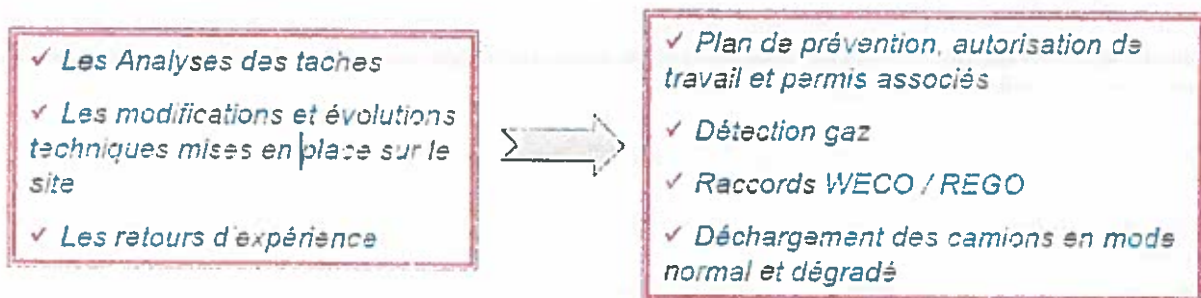 ✓ Les Analyses des taches
✓ Les modifications et évolutions
techniques mises en place sur le
site
✓ Les retours d'expérience
✓ Plan de prévention, autorisation de
travail et permis associés
✓ Détection gaz
✓ Raccords WECO / REGO
✓ Déchargement des camions en mode
normal et dégradé